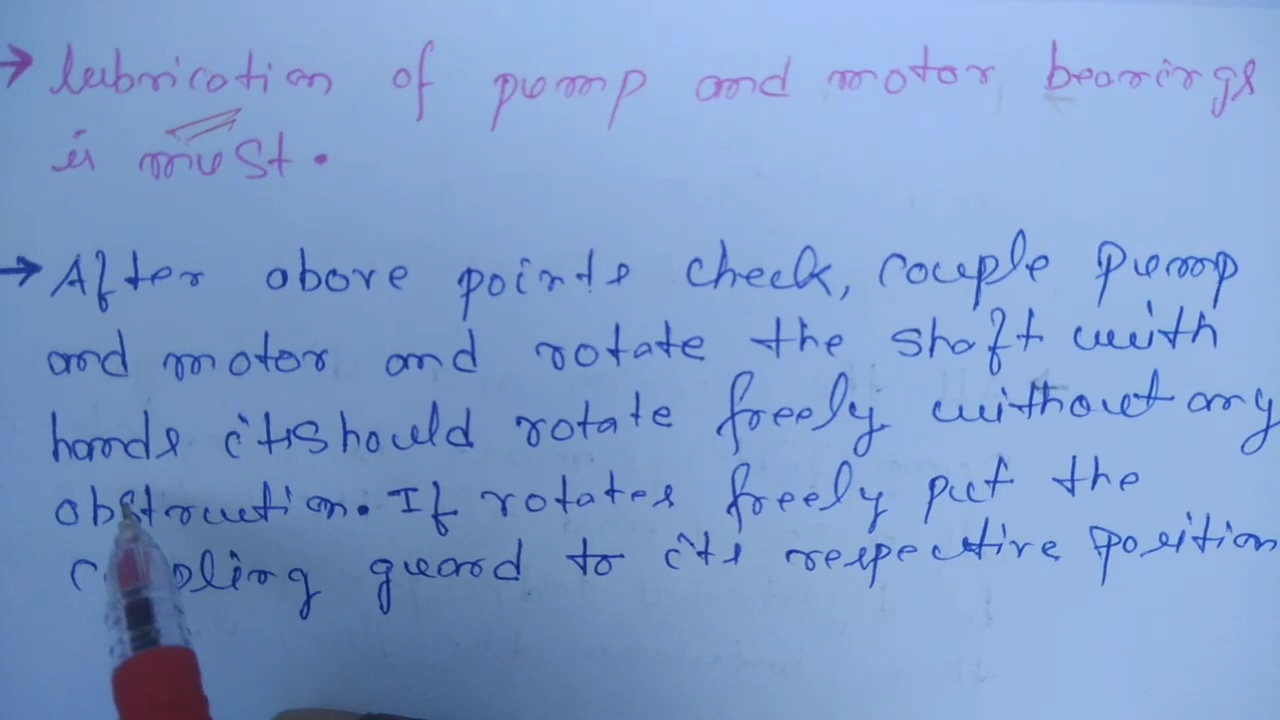 → lubrication of pump and motor bearings
is must.
→ After above points check, couple pump
and motor and rotate the shaft with
hands it should rotate freely without any
obstruction. If rotates freely put the
coupling guard to its respective position